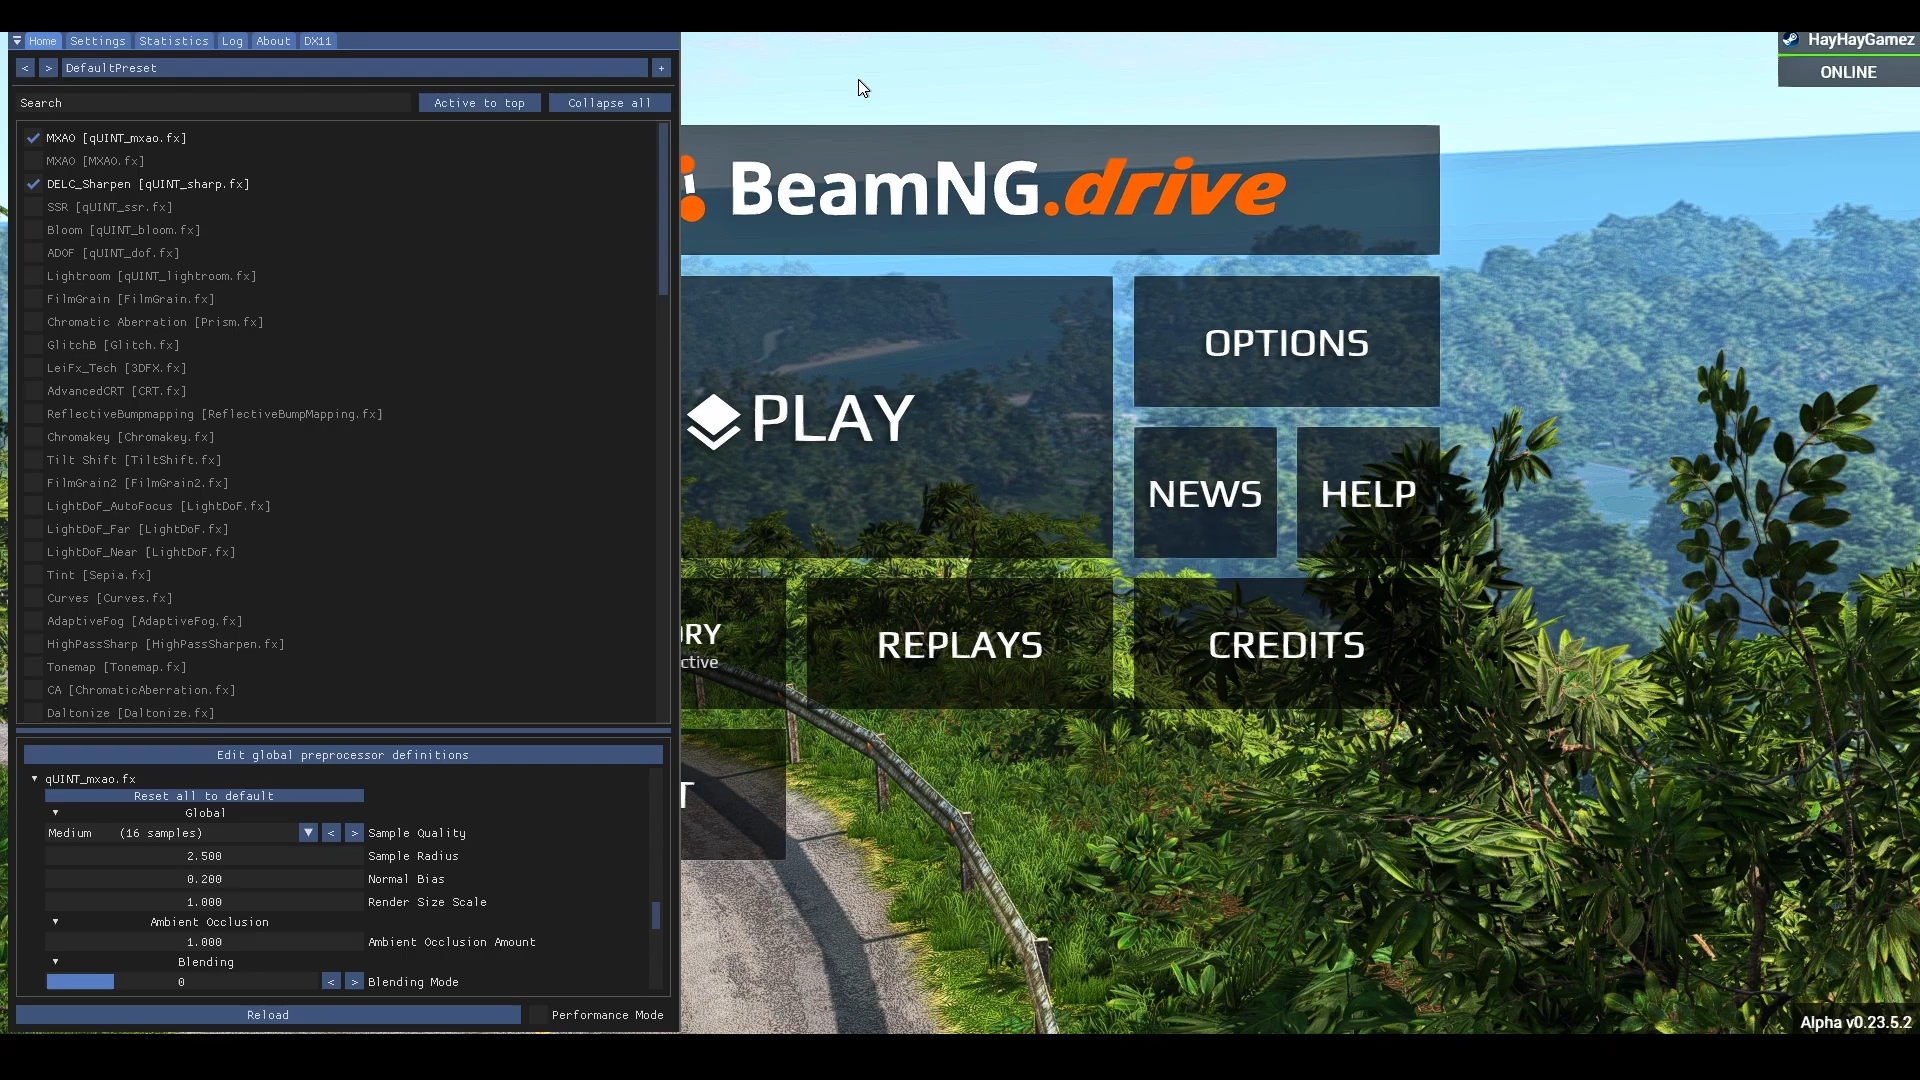 Home Settings Statistics Log About DX11
< > DefaultPreset +
Search Active to top Collapse all
MXAO [qUINT_mxao.fx]
MXAO [MXAO.fx]
DELC_Sharpen [qUINT_sharp.fx]
SSR [qUINT_ssr.fx]
Bloom [qUINT_bloom.fx]
ADOF [qUINT_dof.fx]
Lightroom [qUINT_lightroom.fx]
FilmGrain [FilmGrain.fx]
Chromatic Aberration [Prism.fx]
GlitchB [Glitch.fx]
LeiFx_Tech [3DFX.fx]
AdvancedCRT [CRT.fx]
ReflectiveBumpmapping [ReflectiveBumpMapping.fx]
Chromakey [Chromakey.fx]
Tilt Shift [TiltShift.fx]
FilmGrain2 [FilmGrain2.fx]
LightDoF_AutoFocus [LightDoF.fx]
LightDoF_Far [LightDoF.fx]
LightDoF_Near [LightDoF.fx]
Tint [Sepia.fx]
Curves [Curves.fx]
AdaptiveFog [AdaptiveFog.fx]
HighPassSharp [HighPassSharpen.fx]
Tonemap [Tonemap.fx]
CA [ChromaticAberration.fx]
Daltonize [Daltonize.fx]
Edit global preprocessor definitions
qUINT_mxao.fx
Reset all to default
Global
Medium (16 samples) < > Sample Quality
2.500 Sample Radius
0.200 Normal Bias
1.000 Render Size Scale
Ambient Occlusion
1.000 Ambient Occlusion Amount
Blending
0 < > Blending Mode
Reload Performance Mode
HayHayGamez
ONLINE
BeamNG.drive
PLAY
OPTIONS
NEWS
HELP
RY
ctive
REPLAYS
CREDITS
T
Alpha v0.23.5.2